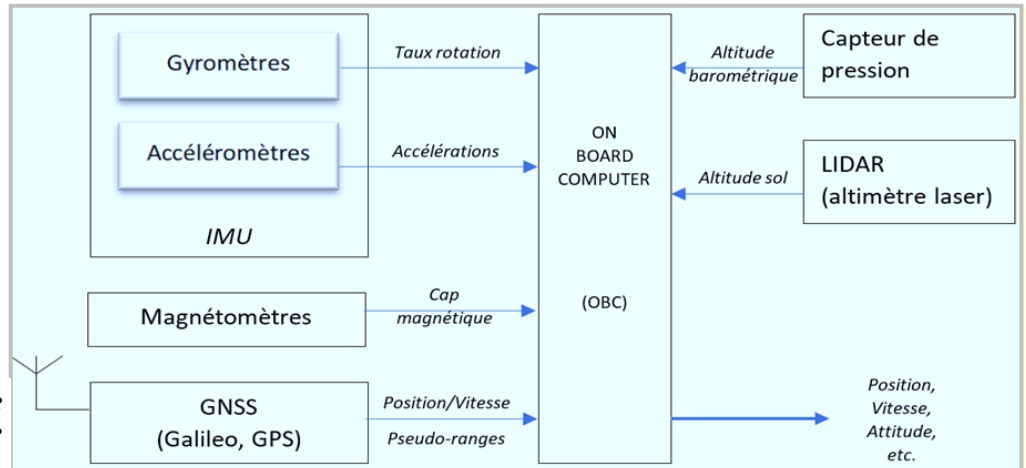 Gyromètres
Taux rotation
Accéléromètres
Accélérations
IMU
Magnétomètres
Cap
magnétique
GNSS
(Galileo, GPS)
Position/Vitesse
Pseudo-ranges
ON
BOARD
COMPUTER
(OBC)
Altitude
barométrique
Capteur de
pression
Altitude sol
LIDAR
(altimètre laser)
Position,
Vitesse,
Attitude,
etc.